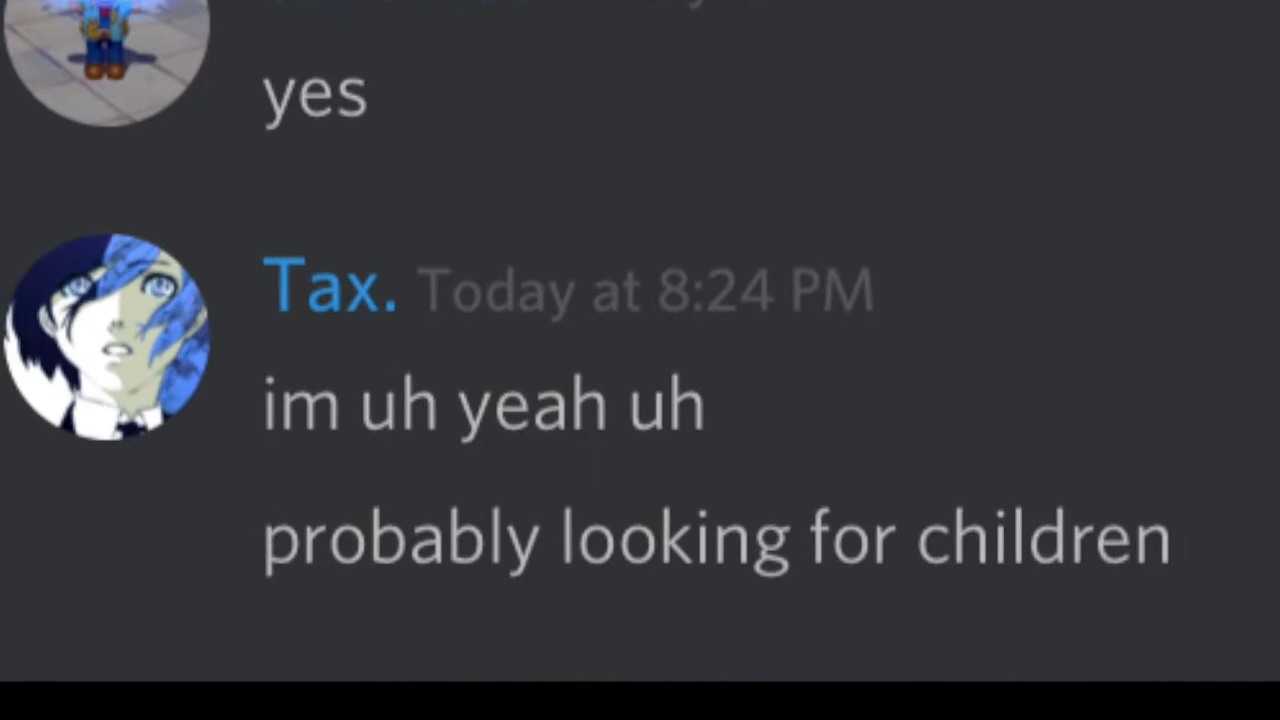 yes
Tax. Today at 8:24 PM
im uh yeah uh
probably looking for children